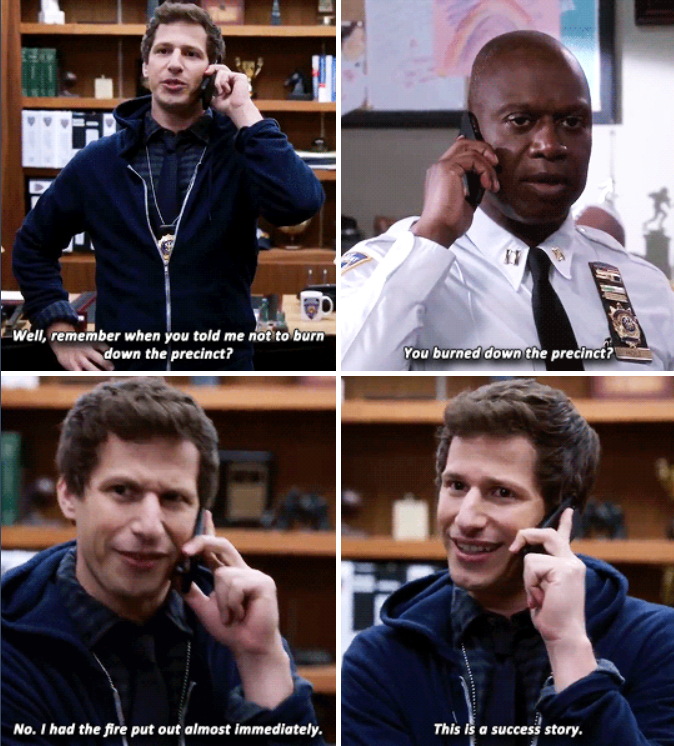 Well, remember when you told me not to burn
down the precinct?
You burned down the precinct?
No. I had the fire put out almost immediately.
This is a success story.